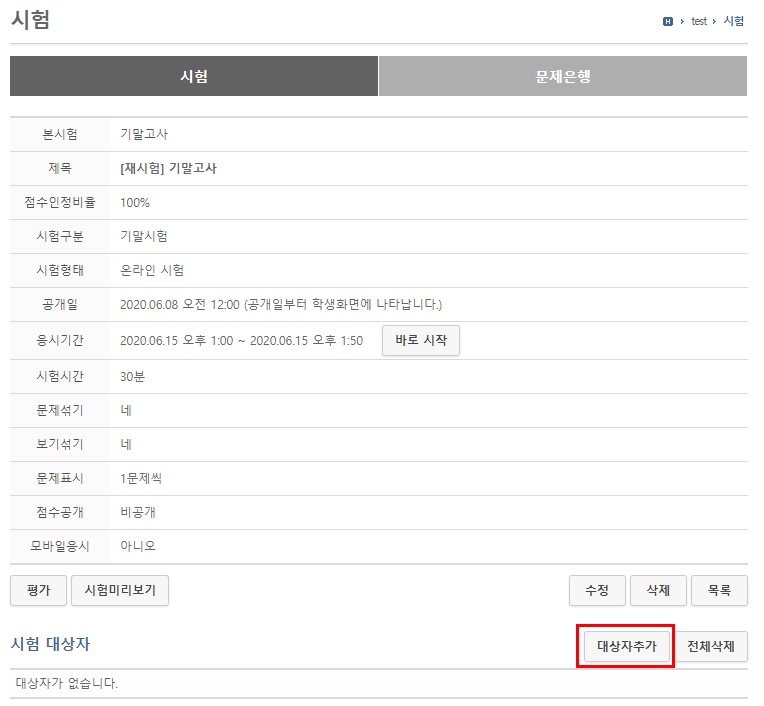 시험
test 시험
시험 문제은행
본시험 기말고사
제목 [재시험] 기말고사
점수인정비율 100%
시험구분 기말시험
시험형태 온라인 시험
공개일 2020.06.08 오전 12:00 (공개일부터 학생화면에 나타납니다.)
응시기간 2020.06.15 오후 1:00 ~ 2020.06.15 오후 1:50 바로 시작
시험시간 30분
문제섞기 네
보기섞기 네
문제표시 1문제씩
점수공개 비공개
모바일응시 아니오
평가 시험미리보기 수정 삭제 목록
시험 대상자 대상자추가 전체삭제
대상자가 없습니다.